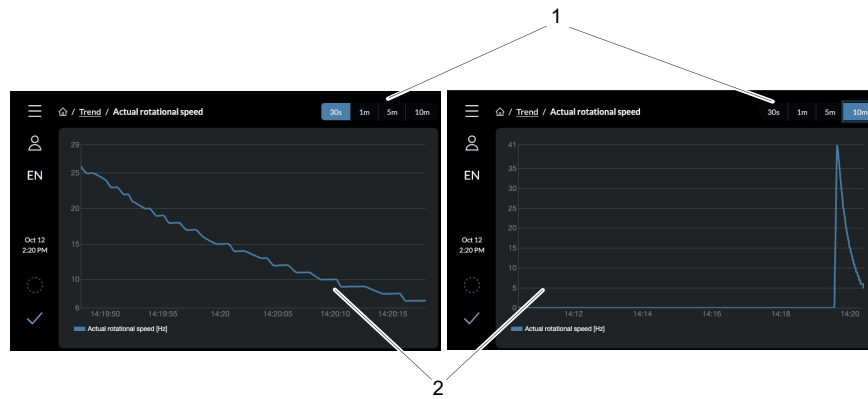 1
/ Trend / Actual rotational speed
30s 1m 5m 10m
EN
Oct 12
2:20 PM
29
25
20
15
10
6
14:19:50 14:19:55 14:20 14:20:05 14:20:10 14:20:15
Actual rotational speed [Hz]
/ Trend / Actual rotational speed
30s 1m 5m 10m
EN
Oct 12
2:20 PM
41
35
30
25
20
15
10
5
0
14:12 14:14 14:16 14:18 14:20
Actual rotational speed [Hz]
2